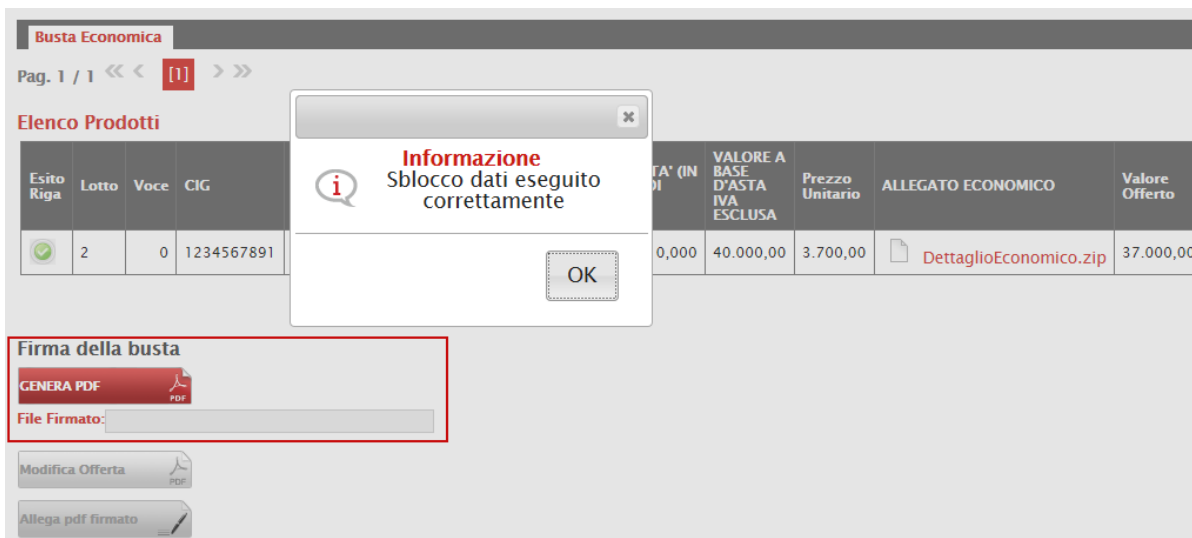 Busta Economica
Pag. 1 / 1 « < [1] > »
Elenco Prodotti
Informazione
Sblocco dati eseguito
correttamente
OK
Esito Riga Lotto Voce CIG VALORE A BASE D'ASTA IVA ESCLUSA Prezzo Unitario ALLEGATO ECONOMICO Valore Offerto
2 0 1234567891 0,000 40.000,00 3.700,00 DettaglioEconomico.zip 37.000,00
Firma della busta
GENERA PDF PDF
File Firmato:
Modifica Offerta PDF
Allega pdf firmato